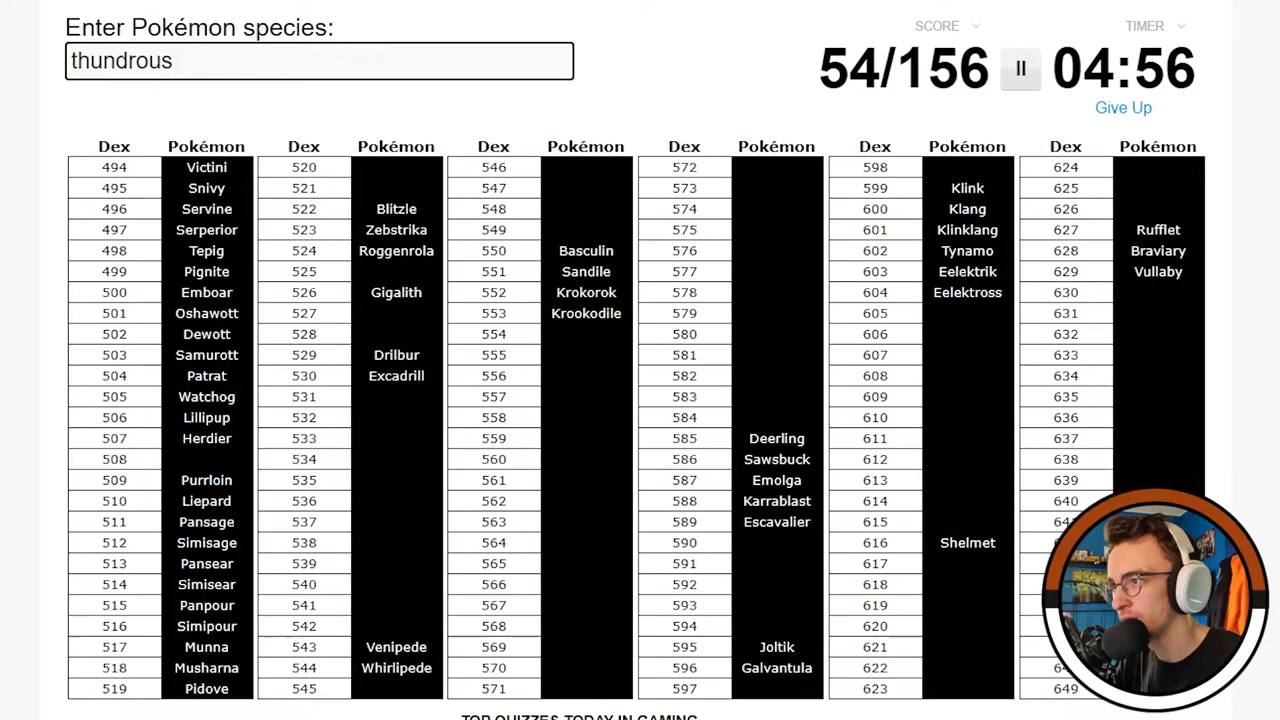 Enter Pokémon species:
thundrous
SCORE
TIMER
54/156
04:56
Give Up
Dex Pokémon Dex Pokémon Dex Pokémon Dex Pokémon Dex Pokémon Dex Pokémon
494 Victini 520 546 572 598 624
495 Snivy 521 547 573 599 Klink 625
496 Servine 522 Blitzle 548 574 600 Klang 626
497 Serperior 523 Zebstrika 549 575 601 Klinklang 627 Rufflet
498 Tepig 524 Roggenrola 550 Basculin 576 602 Tynamo 628 Braviary
499 Pignite 525 551 Sandile 577 603 Eelektrik 629 Vullaby
500 Emboar 526 Gigalith 552 Krokorok 578 604 Eelektross 630
501 Oshawott 527 553 Krookodile 579 605 631
502 Dewott 528 554 580 606 632
503 Samurott 529 Drilbur 555 581 607 633
504 Patrat 530 Excadrill 556 582 608 634
505 Watchog 531 557 583 609 635
506 Lillipup 532 558 584 610 636
507 Herdier 533 559 585 Deerling 611 637
508 534 560 586 Sawsbuck 612 638
509 Purrloin 535 561 587 Emolga 613 639
510 Liepard 536 562 588 Karrablast 614 640
511 Pansage 537 563 589 Escavalier 615
512 Simisage 538 564 590 616 Shelmet
513 Pansear 539 565 591 617
514 Simisear 540 566 592 618
515 Panpour 541 567 593 619
516 Simipour 542 568 594 620
517 Munna 543 Venipede 569 595 Joltik 621
518 Musharna 544 Whirlipede 570 596 Galvantula 622
519 Pidove 545 571 597 623 649
TOP QUIZZES TODAY IN GAMING